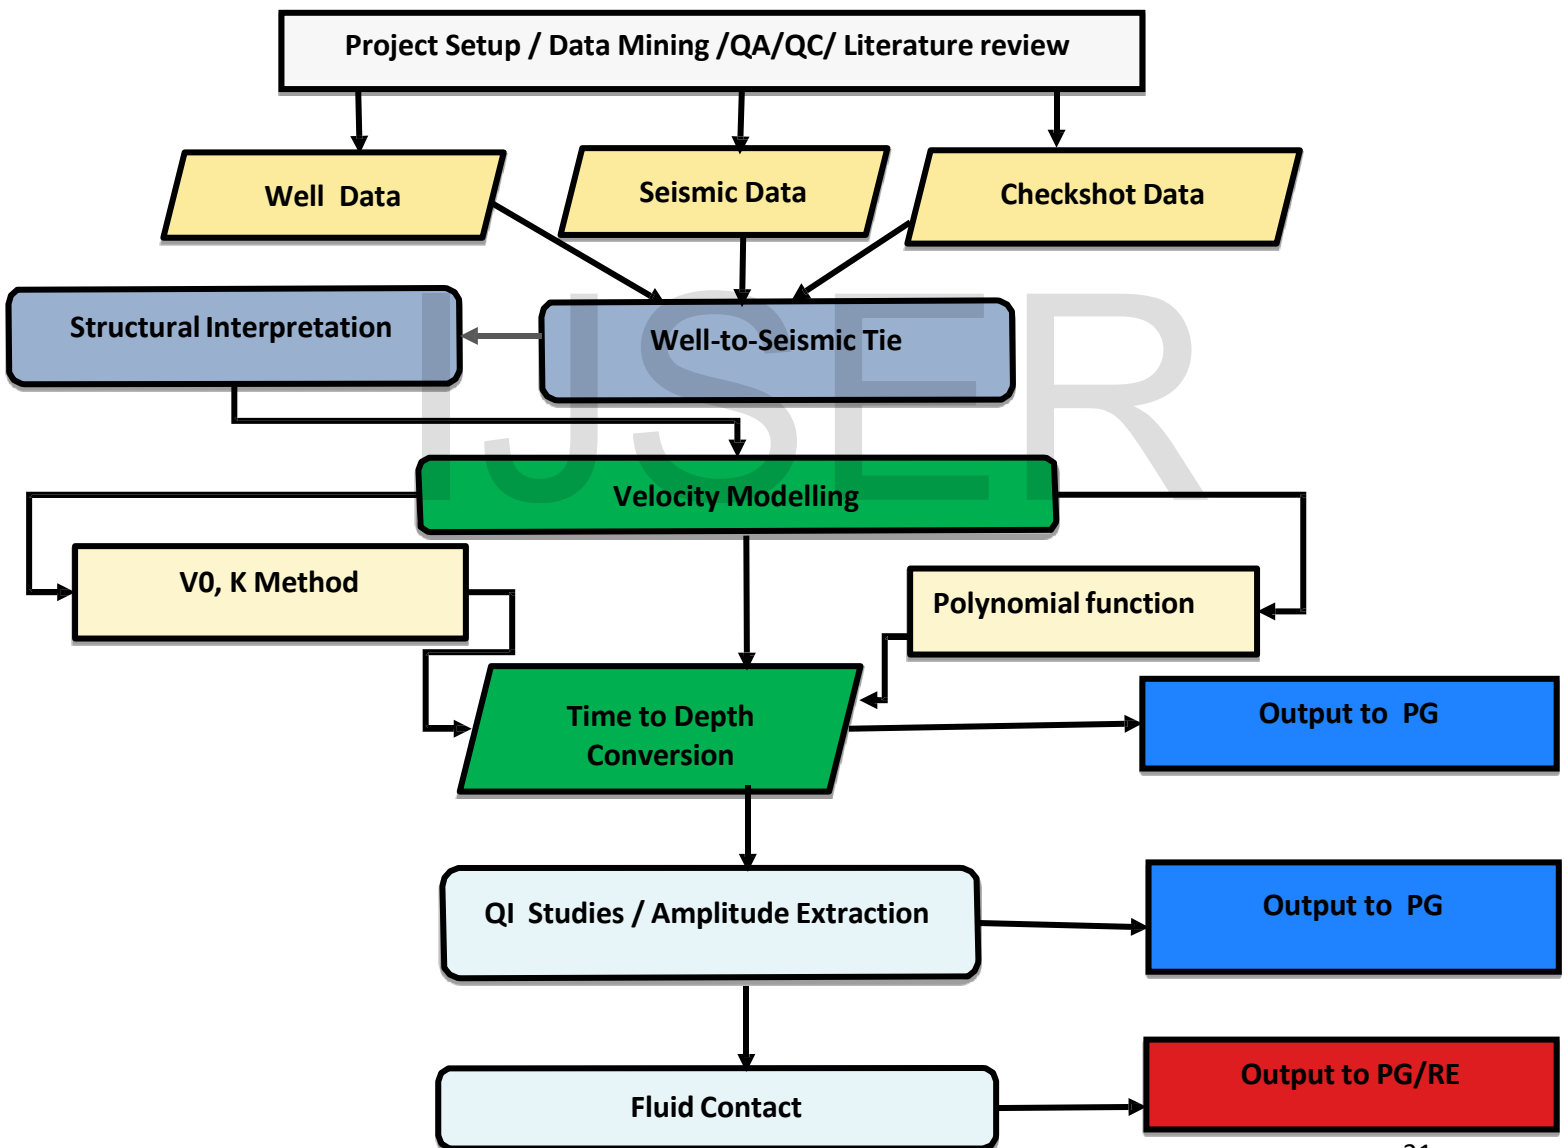 Project Setup / Data Mining /QA/QC/ Literature review
Well Data
Seismic Data
Checkshot Data
Structural Interpretation
Well-to-Seismic Tie
IJSER
Velocity Modelling
V0, K Method
Polynomial function
Time to Depth
Conversion
Output to PG
QI Studies / Amplitude Extraction
Output to PG
Fluid Contact
Output to PG/RE